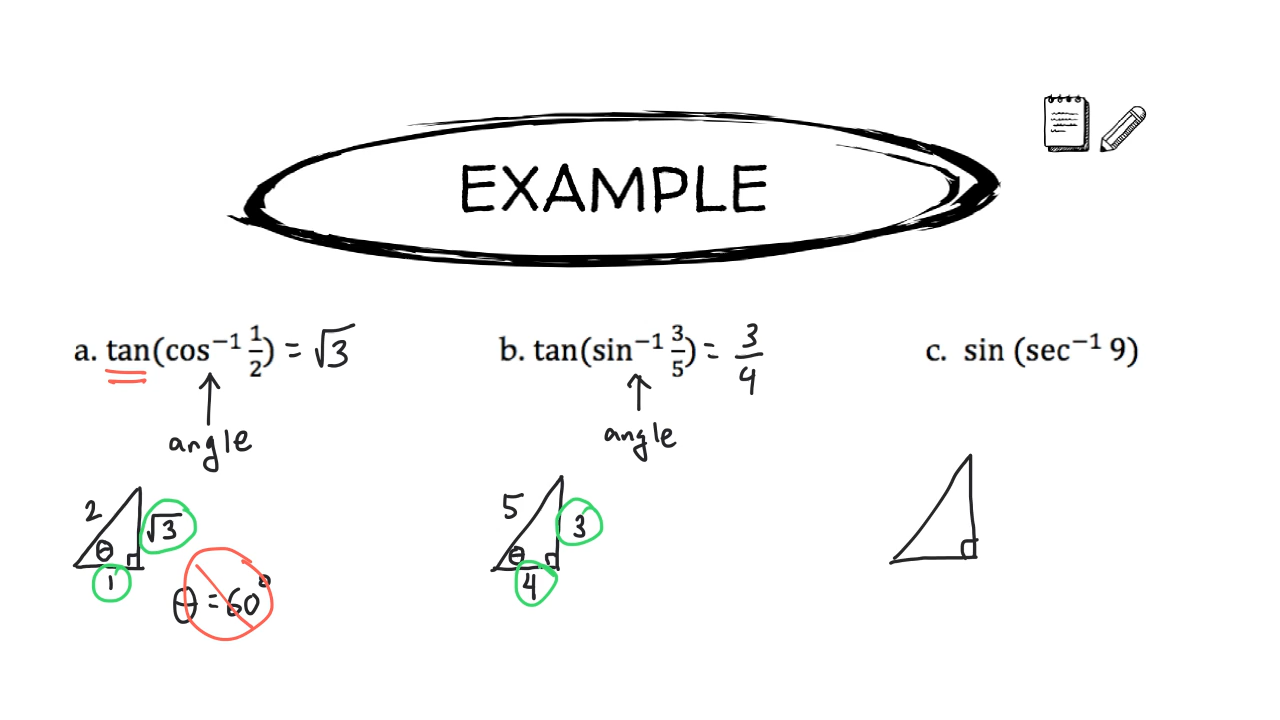 EXAMPLE
a. tan(cos⁻¹ 1/2) = √3
b. tan(sin⁻¹ 3/5) = 3/4
c. sin (sec⁻¹ 9)
angle
angle
2
θ
√3
1
θ = 60°
5
θ
3
4